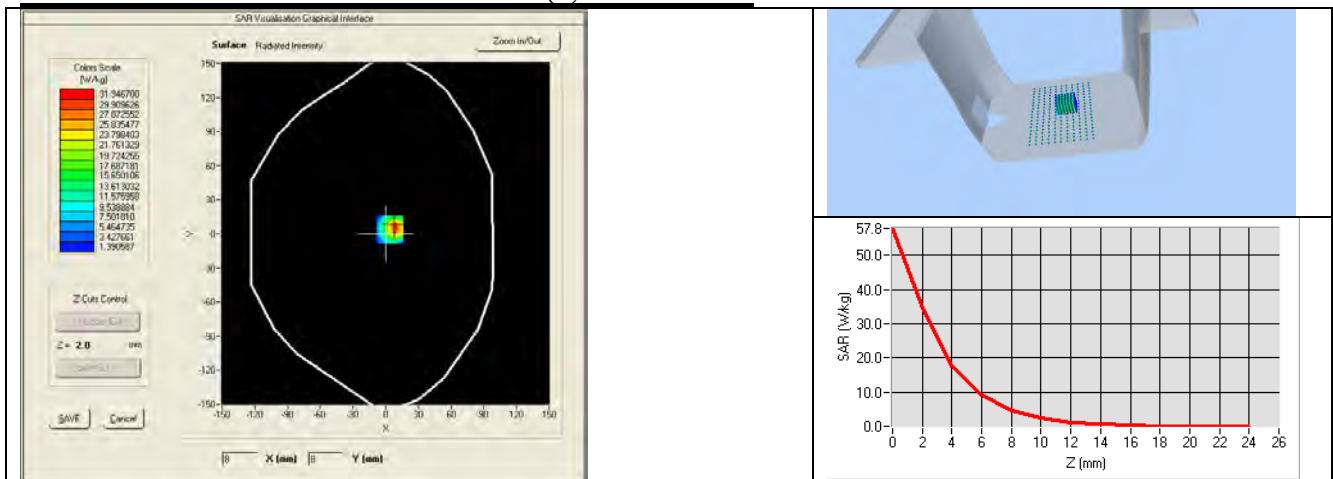 SAR Visualisation Graphical Interface
Surface Radiated Intensity
Zoom In/Out
Colors Scale
(W/kg)
31.946700
29.909626
27.872552
25.835477
23.798403
21.761329
19.724255
17.687181
15.650106
13.613032
11.575958
9.538884
7.501810
5.464735
3.427661
1.390587
150-
120-
90-
60-
30-
0-
-30-
-60-
-90-
-120-
-150-
Y
-150 -120 -90 -60 -30 0 30 60 90 120 150
X
Z Cuts Control
Z = 2.0 mm
SAVE Cancel
8 X (mm) 8 Y (mm)
57.8-
50.0-
40.0-
30.0-
20.0-
10.0-
0.0-
SAR (W/kg)
0 2 4 6 8 10 12 14 16 18 20 22 24 26
Z (mm)